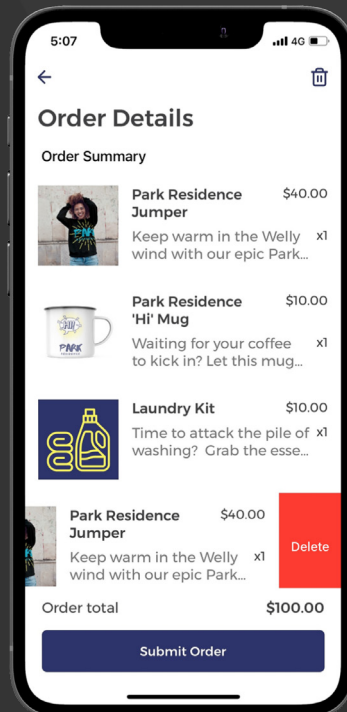 5:07
4G
Order Details
Order Summary
Park Residence $40.00
Jumper
Keep warm in the Welly x1
wind with our epic Park...
Park Residence $10.00
'Hi' Mug
Waiting for your coffee x1
to kick in? Let this mug...
HI!
PARK
Laundry Kit $10.00
Time to attack the pile of x1
washing? Grab the esse...
Park Residence $40.00
Jumper
Keep warm in the Welly x1
wind with our epic Park...
Delete
Order total $100.00
Submit Order